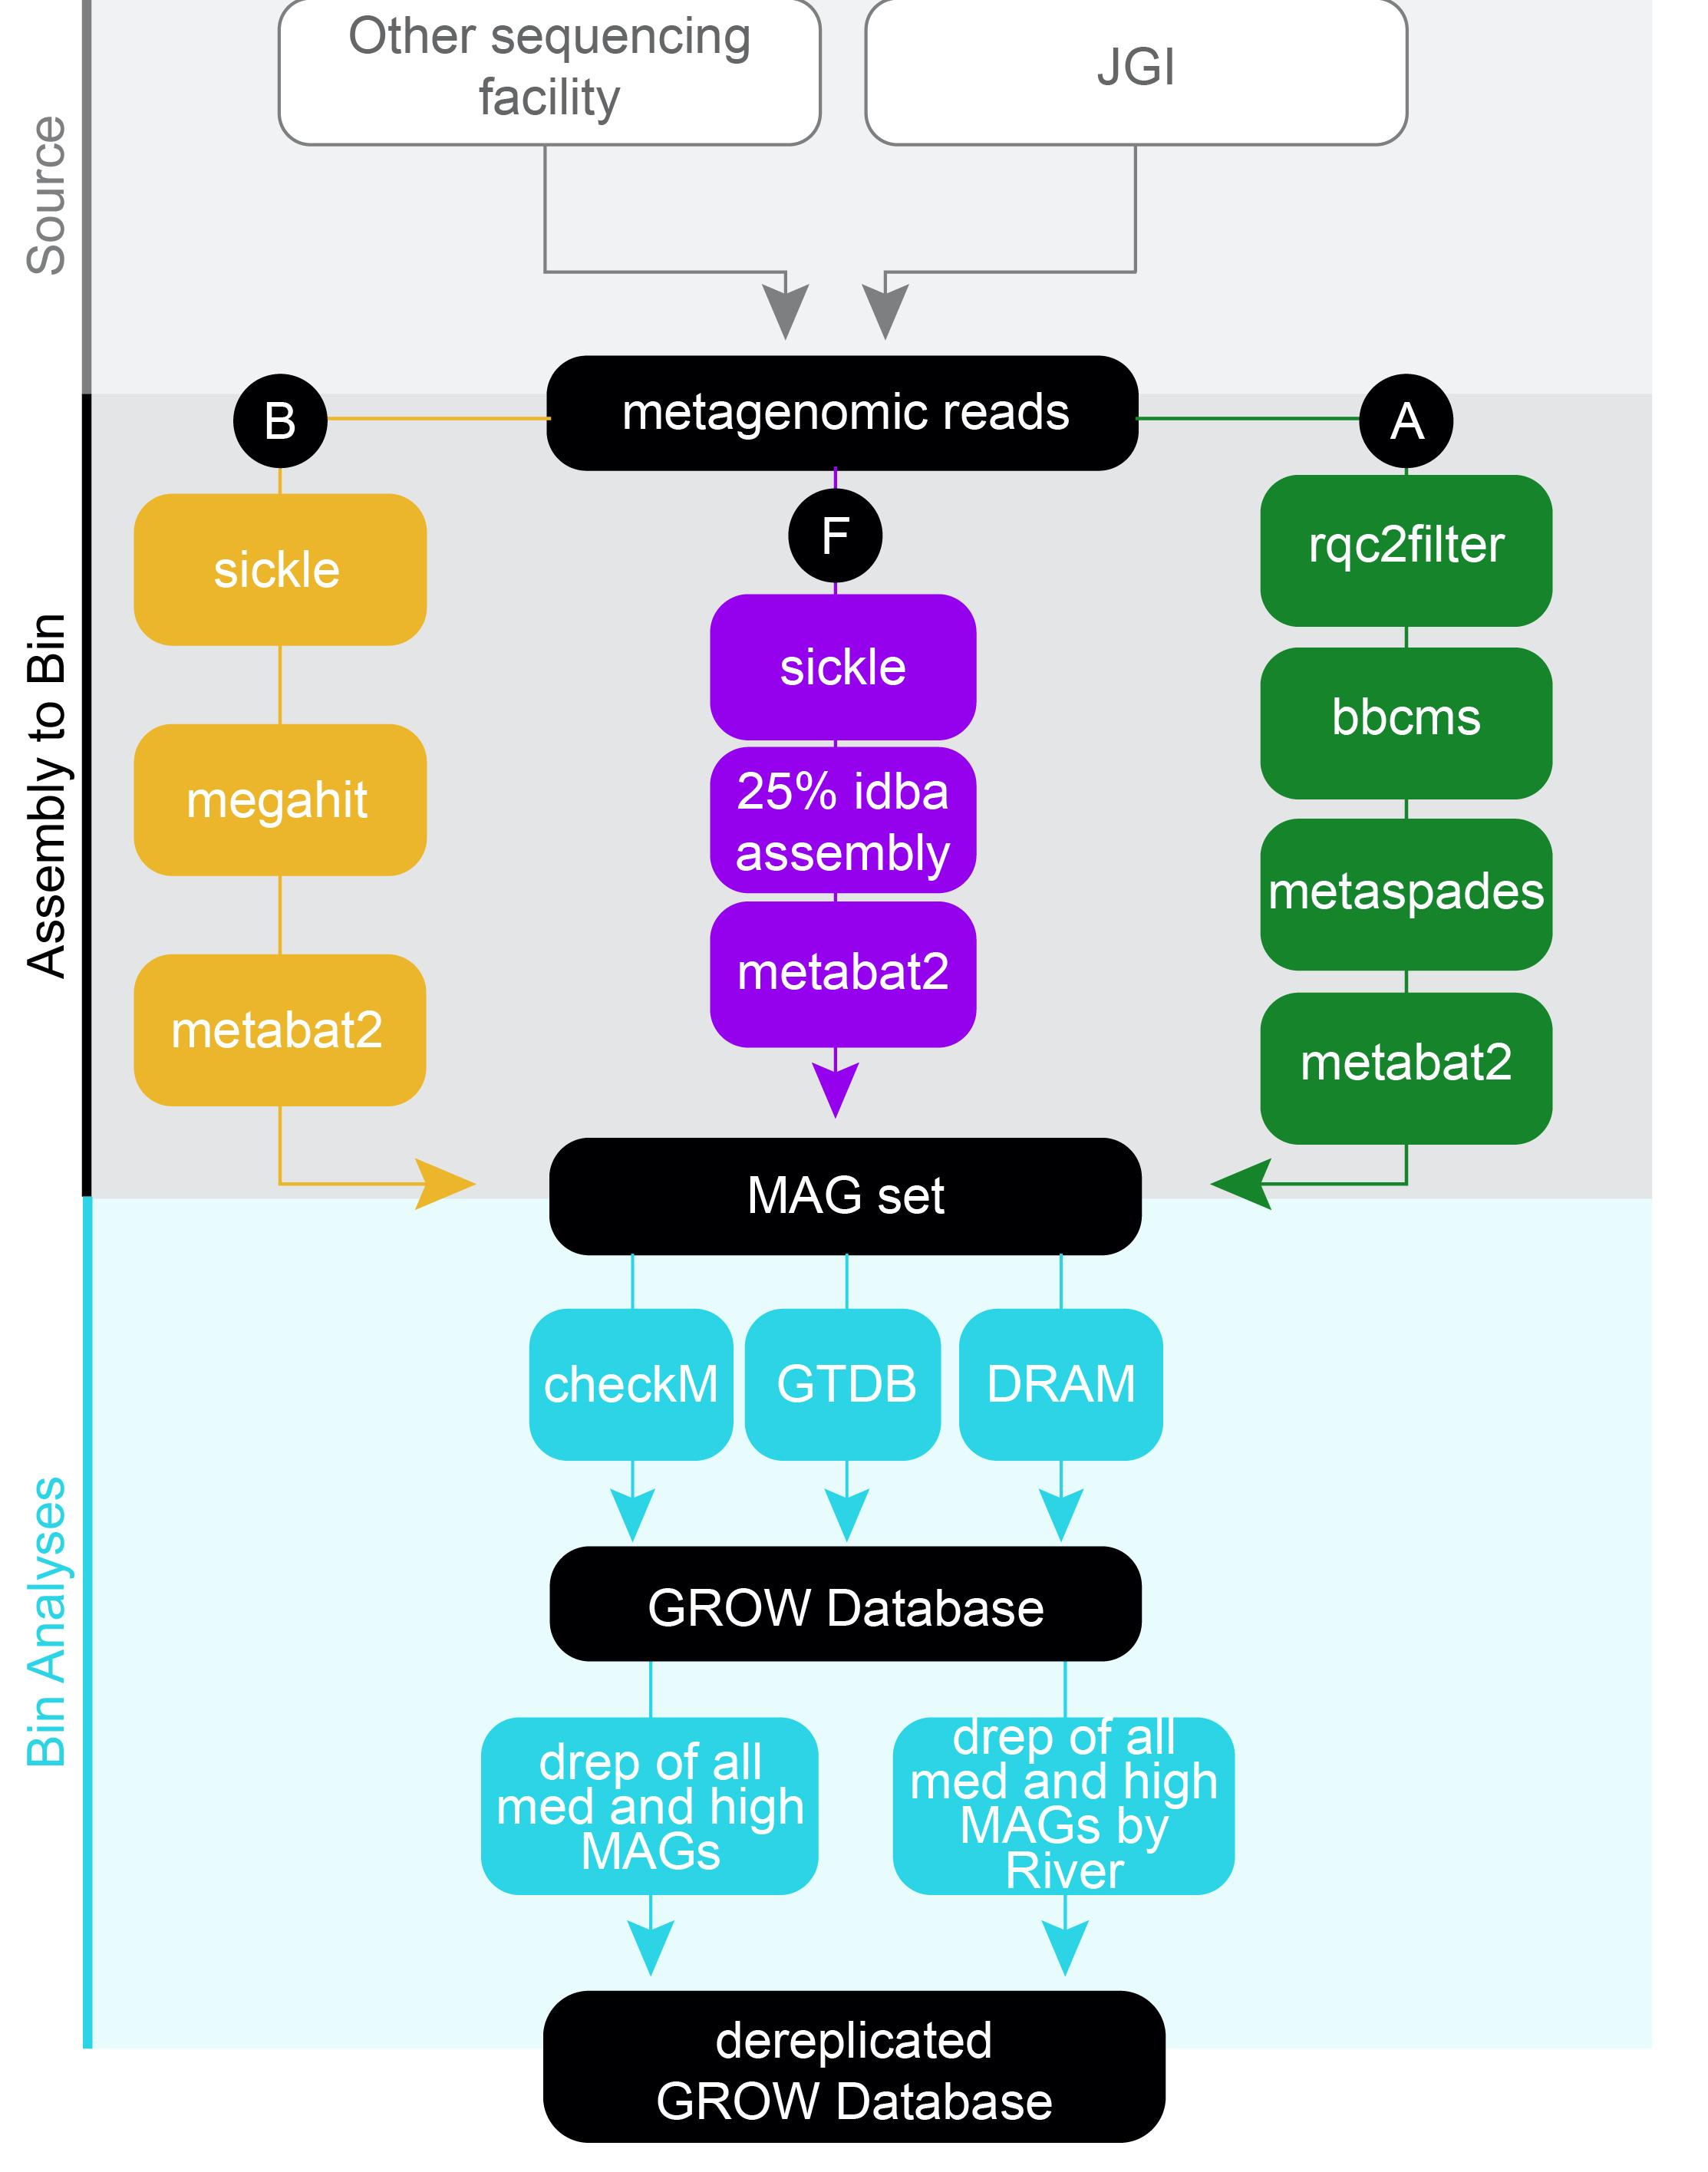 Other sequencing
facility
JGI
Source
metagenomic reads
B
F
A
Assembly to Bin
sickle
megahit
metabat2
sickle
25% idba
assembly
metabat2
rqc2filter
bbcms
metaspades
metabat2
MAG set
Bin Analyses
checkM
GTDB
DRAM
GROW Database
drep of all
med and high
MAGs
drep of all
med and high
MAGs by
River
dereplicated
GROW Database